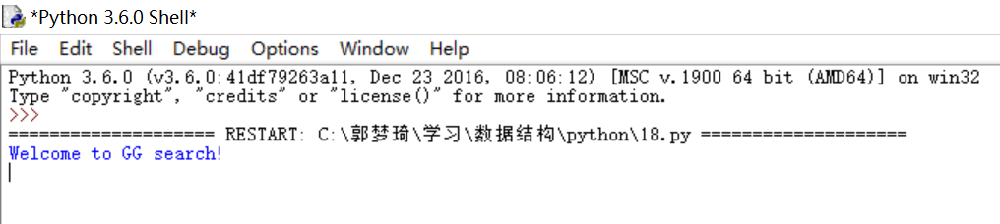 *Python 3.6.0 Shell*
File Edit Shell Debug Options Window Help
Python 3.6.0 (v3.6.0:41df79263a11, Dec 23 2016, 08:06:12) [MSC v.1900 64 bit (AMD64)] on win32
Type "copyright", "credits" or "license()" for more information.
>>>
==================== RESTART: C:\郭梦琦\学习\数据结构\python\18.py ====================
Welcome to GG search!